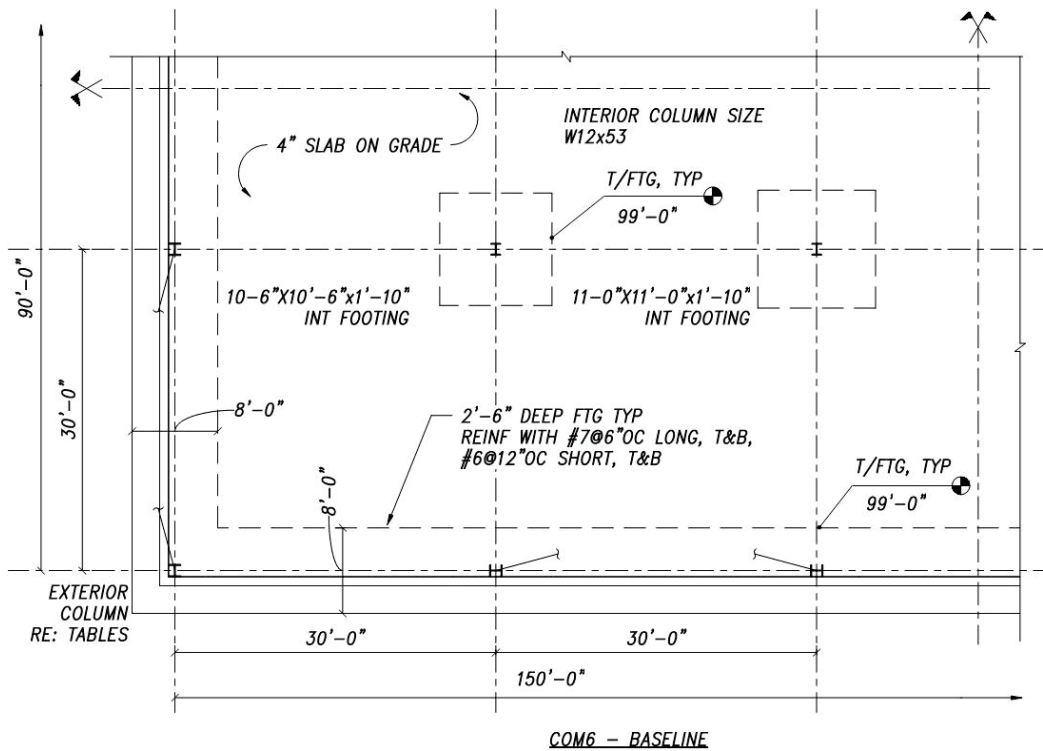 INTERIOR COLUMN SIZE
W12x53
4" SLAB ON GRADE
T/FTG, TYP
99'-0"
90'-0"
10-6"X10'-6"x1'-10"
INT FOOTING
11-0"X11'-0"x1'-10"
INT FOOTING
30'-0"
8'-0"
2'-6" DEEP FTG TYP
REINF WITH #7@6"OC LONG, T&B,
#6@12"OC SHORT, T&B
8'-0"
T/FTG, TYP
99'-0"
EXTERIOR
COLUMN
RE: TABLES
30'-0"
30'-0"
150'-0"
COM6 - BASELINE